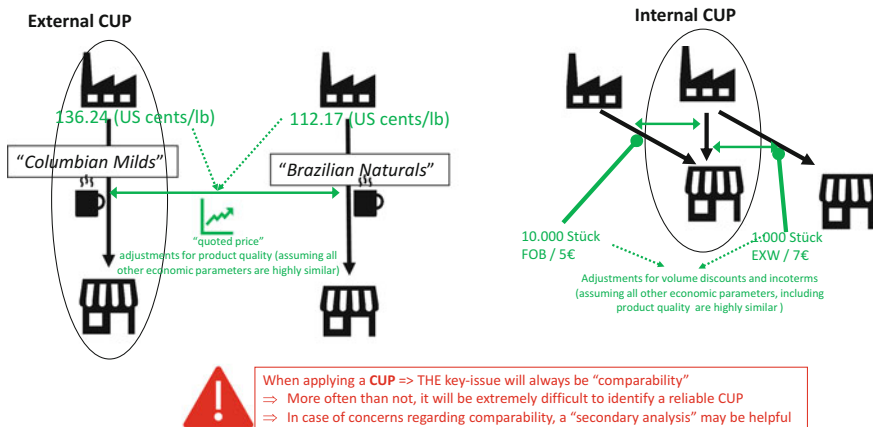 External CUP
136.24 (US cents/lb)
112.17 (US cents/lb)
“Columbian Milds”
“Brazilian Naturals”
“quoted price”
adjustments for product quality (assuming all
other economic parameters are highly similar)
Internal CUP
10.000 Stück
FOB / 5€
1.000 Stück
EXW / 7€
Adjustments for volume discounts and incoterms
(assuming all other economic parameters, including
product quality are highly similar )
When applying a CUP => THE key-issue will always be “comparability”
⇒ More often than not, it will be extremely difficult to identify a reliable CUP
⇒ In case of concerns regarding comparability, a “secondary analysis” may be helpful